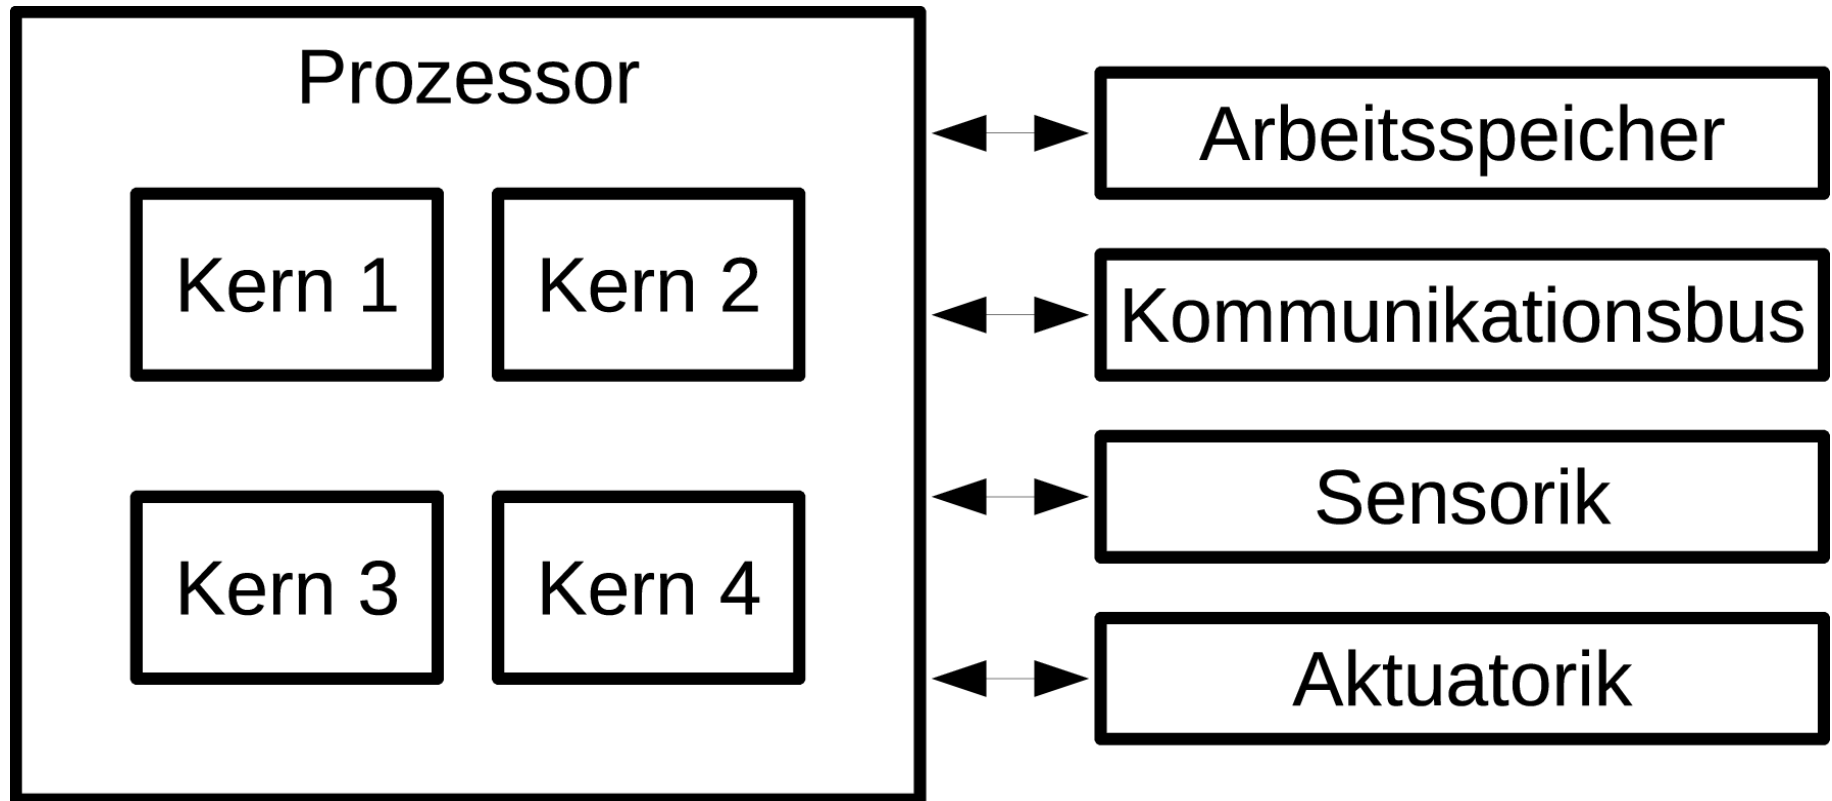 Prozessor
Kern 1
Kern 2
Kern 3
Kern 4
Arbeitsspeicher
Kommunikationsbus
Sensorik
Aktuatorik